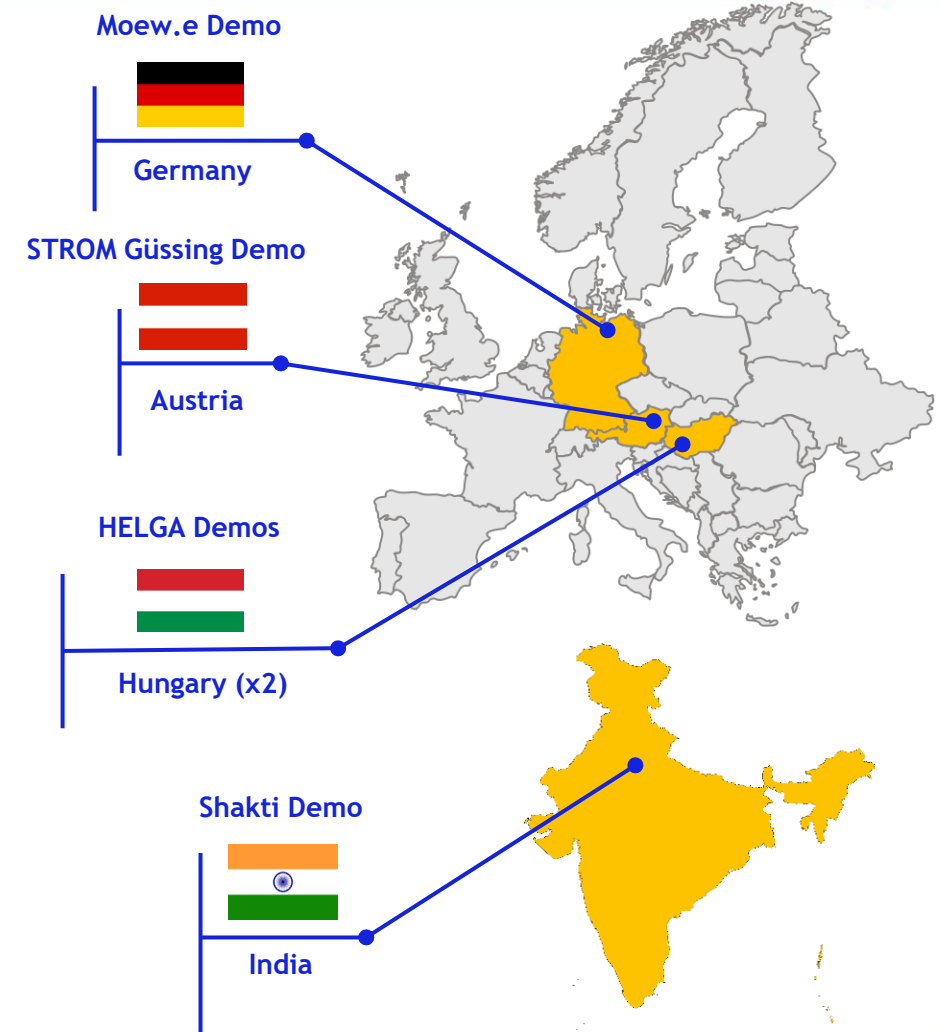 Moew.e Demo
Germany
STROM Güssing Demo
Austria
HELGA Demos
Hungary (x2)
Shakti Demo
India